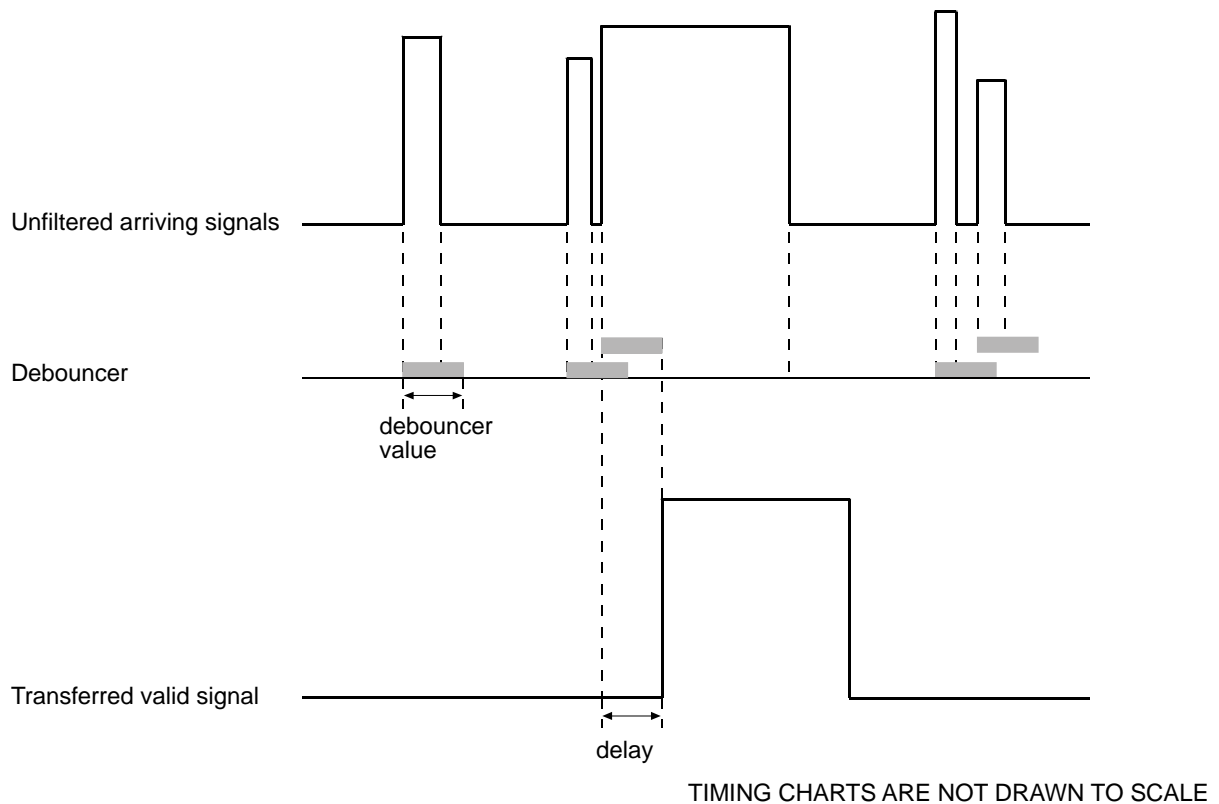 Unfiltered arriving signals
Debouncer
debouncer
value
Transferred valid signal
delay
TIMING CHARTS ARE NOT DRAWN TO SCALE